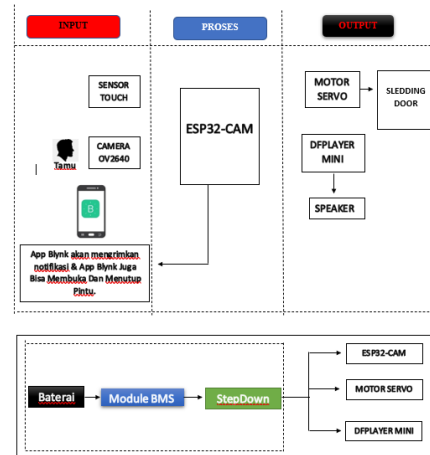 INPUT
PROSES
OUTPUT
SENSOR
TOUCH
CAMERA
OV2640
Tamu
B
App Blynk akan mengrimkan
notifikasi & App Blynk Juga
Bisa Membuka Dan Menutup
Pintu.
ESP32-CAM
MOTOR
SERVO
SLEDDING
DOOR
DFPLAYER
MINI
SPEAKER
Baterai
Module BMS
StepDown
ESP32-CAM
MOTOR SERVO
DFPLAYER MINI